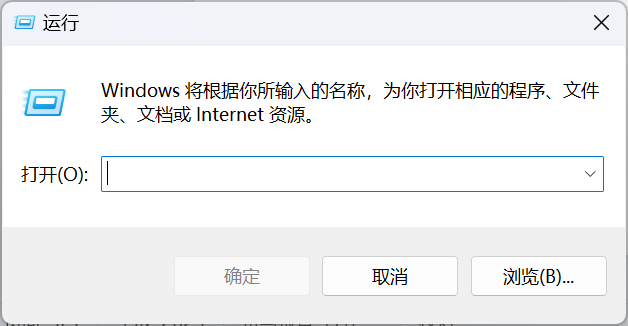 运行
Windows 将根据你所输入的名称，为你打开相应的程序、文件
夹、文档或 Internet 资源。
打开(O):
确定
取消
浏览(B)...